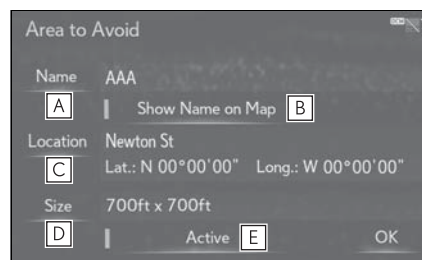 Area to Avoid
Name AAA
A Show Name on Map B
Location Newton St
C Lat.: N 00°00'00" Long.: W 00°00'00"
Size 700ft x 700ft
D Active E OK